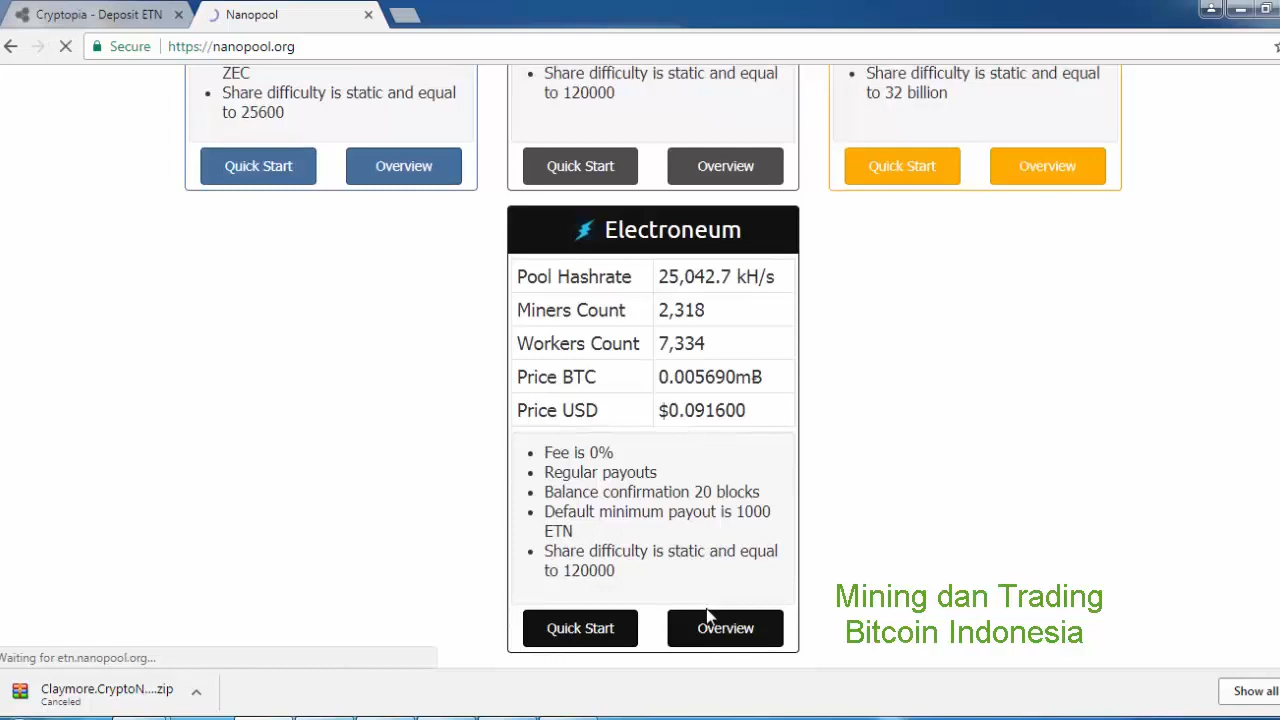 Cryptopia - Deposit ETN
Nanopool
Secure
https://nanopool.org
ZEC
Share difficulty is static and equal
to 25600
Quick Start
Overview
Share difficulty is static and equal
to 120000
Quick Start
Overview
Share difficulty is static and equal
to 32 billion
Quick Start
Overview
Electroneum
Pool Hashrate 25,042.7 kH/s
Miners Count 2,318
Workers Count 7,334
Price BTC 0.005690mɃ
Price USD $0.091600
Fee is 0%
Regular payouts
Balance confirmation 20 blocks
Default minimum payout is 1000
ETN
Share difficulty is static and equal
to 120000
Quick Start
Overview
Mining dan Trading
Bitcoin Indonesia
Waiting for etn.nanopool.org...
Claymore.CryptoN....zip
Canceled
Show all